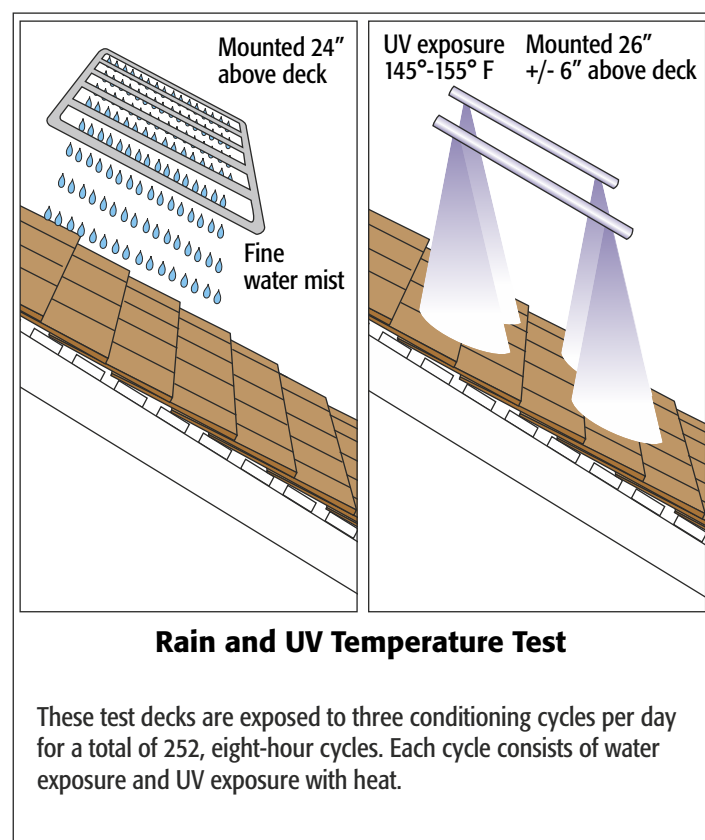 Mounted 24”
above deck
Fine
water mist
UV exposure
145°-155° F
Mounted 26”
+/- 6” above deck
Rain and UV Temperature Test
These test decks are exposed to three conditioning cycles per day
for a total of 252, eight-hour cycles. Each cycle consists of water
exposure and UV exposure with heat.